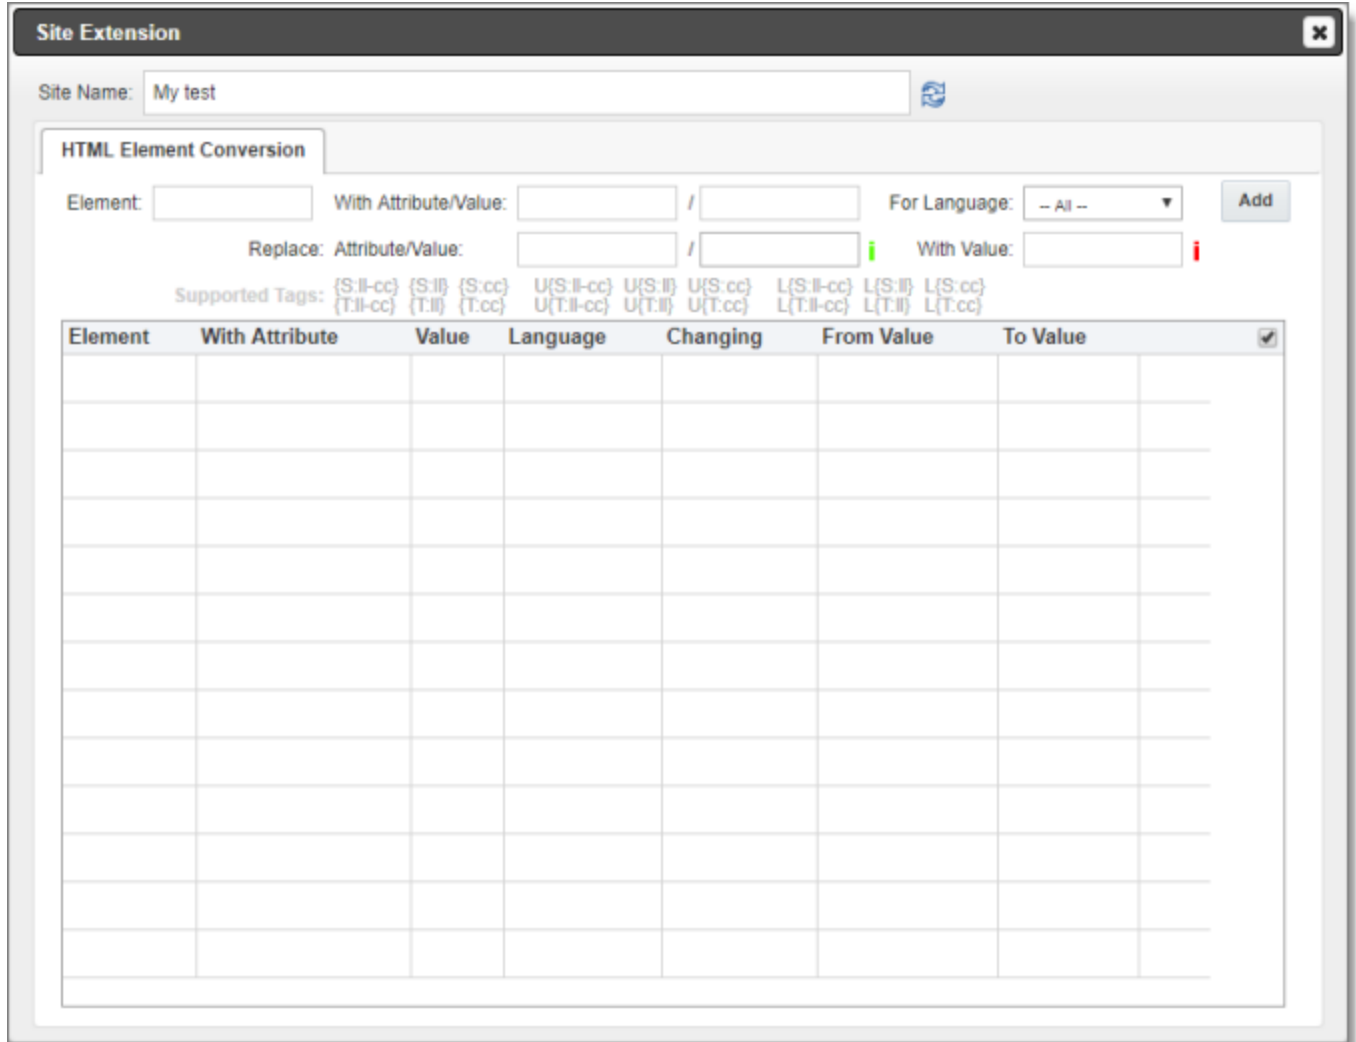 Site Extension
Site Name: My test
HTML Element Conversion
Element: With Attribute/Value: / For Language: -- All -- Add
Replace: Attribute/Value: / With Value:
Supported Tags: {S:ll-cc} {S:ll} {S:cc} U{S:ll-cc} U{S:ll} U{S:cc} L{S:ll-cc} L{S:ll} L{S:cc}
{T:ll-cc} {T:ll} {T:cc} U{T:ll-cc} U{T:ll} U{T:cc} L{T:ll-cc} L{T:ll} L{T:cc}
Element With Attribute Value Language Changing From Value To Value